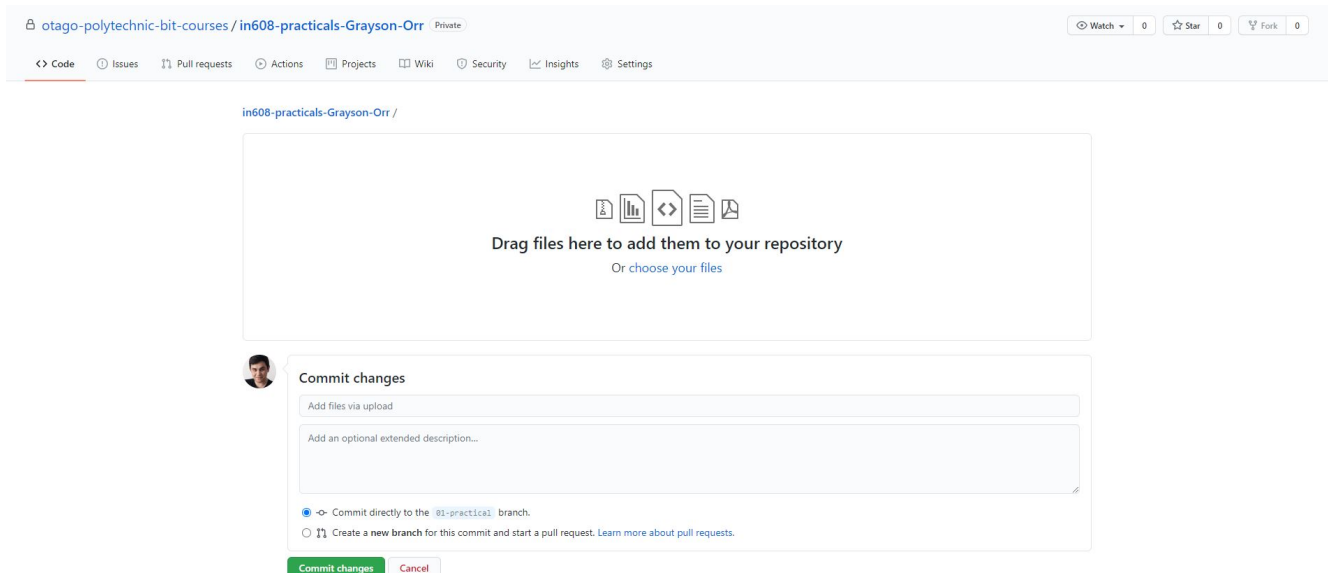 otago-polytechnic-bit-courses / in608-practicals-Grayson-Orr Private
Watch 0 Star 0 Fork 0
<> Code Issues Pull requests Actions Projects Wiki Security Insights Settings
in608-practicals-Grayson-Orr /
Drag files here to add them to your repository
Or choose your files
Commit changes
Add files via upload
Add an optional extended description...
Commit directly to the 01-practical branch.
Create a new branch for this commit and start a pull request. Learn more about pull requests.
Commit changes Cancel